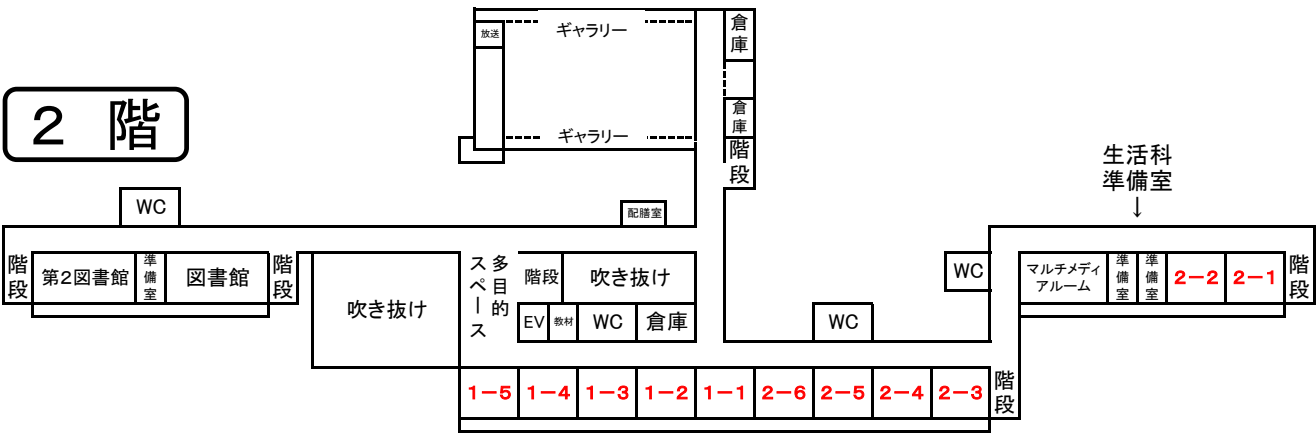 ２ 階
放送
ギャラリー
倉庫
倉庫
ギャラリー
階段
生活科
準備室
↓
WC
配膳室
階段
第2図書館
準備室
図書館
階段
吹き抜け
多目的
スペース
階段
吹き抜け
EV
教材
WC
倉庫
WC
WC
マルチメディ
アルーム
準備室
準備室
２－２
２－１
階段
１－５
１－４
１－３
１－２
１－１
２－６
２－５
２－４
２－３
階段